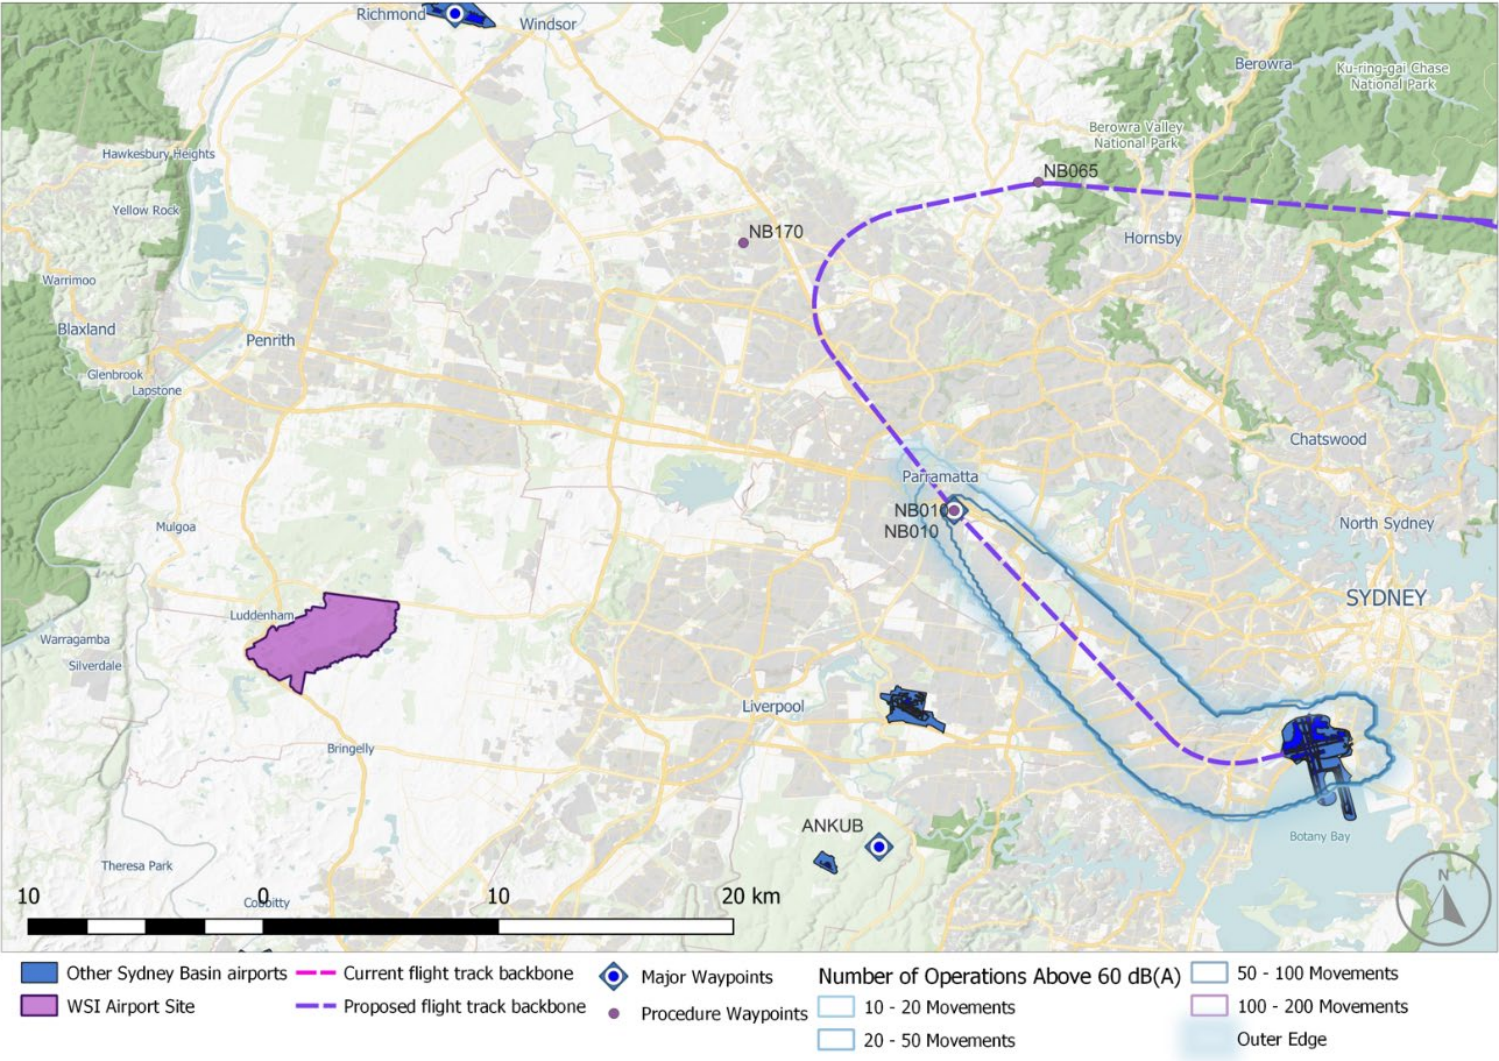 Richmond
Windsor
Berowra
Ku-ring-gai Chase
National Park
Berowra Valley
National Park
Hawkesbury Heights
NB065
Yellow Rock
NB170
Hornsby
Warrimoo
Blaxland
Penrith
Glenbrook
Lapstone
Chatswood
Parramatta
NB010
NB010
Mulgoa
North Sydney
SYDNEY
Luddenham
Warragamba
Silverdale
Liverpool
Bringelly
ANKUB
Botany Bay
Theresa Park
N
10 0 10 20 km
Cobbitty
Other Sydney Basin airports
WSI Airport Site
Current flight track backbone
Proposed flight track backbone
Major Waypoints
Procedure Waypoints
Number of Operations Above 60 dB(A)
10 - 20 Movements
20 - 50 Movements
50 - 100 Movements
100 - 200 Movements
Outer Edge